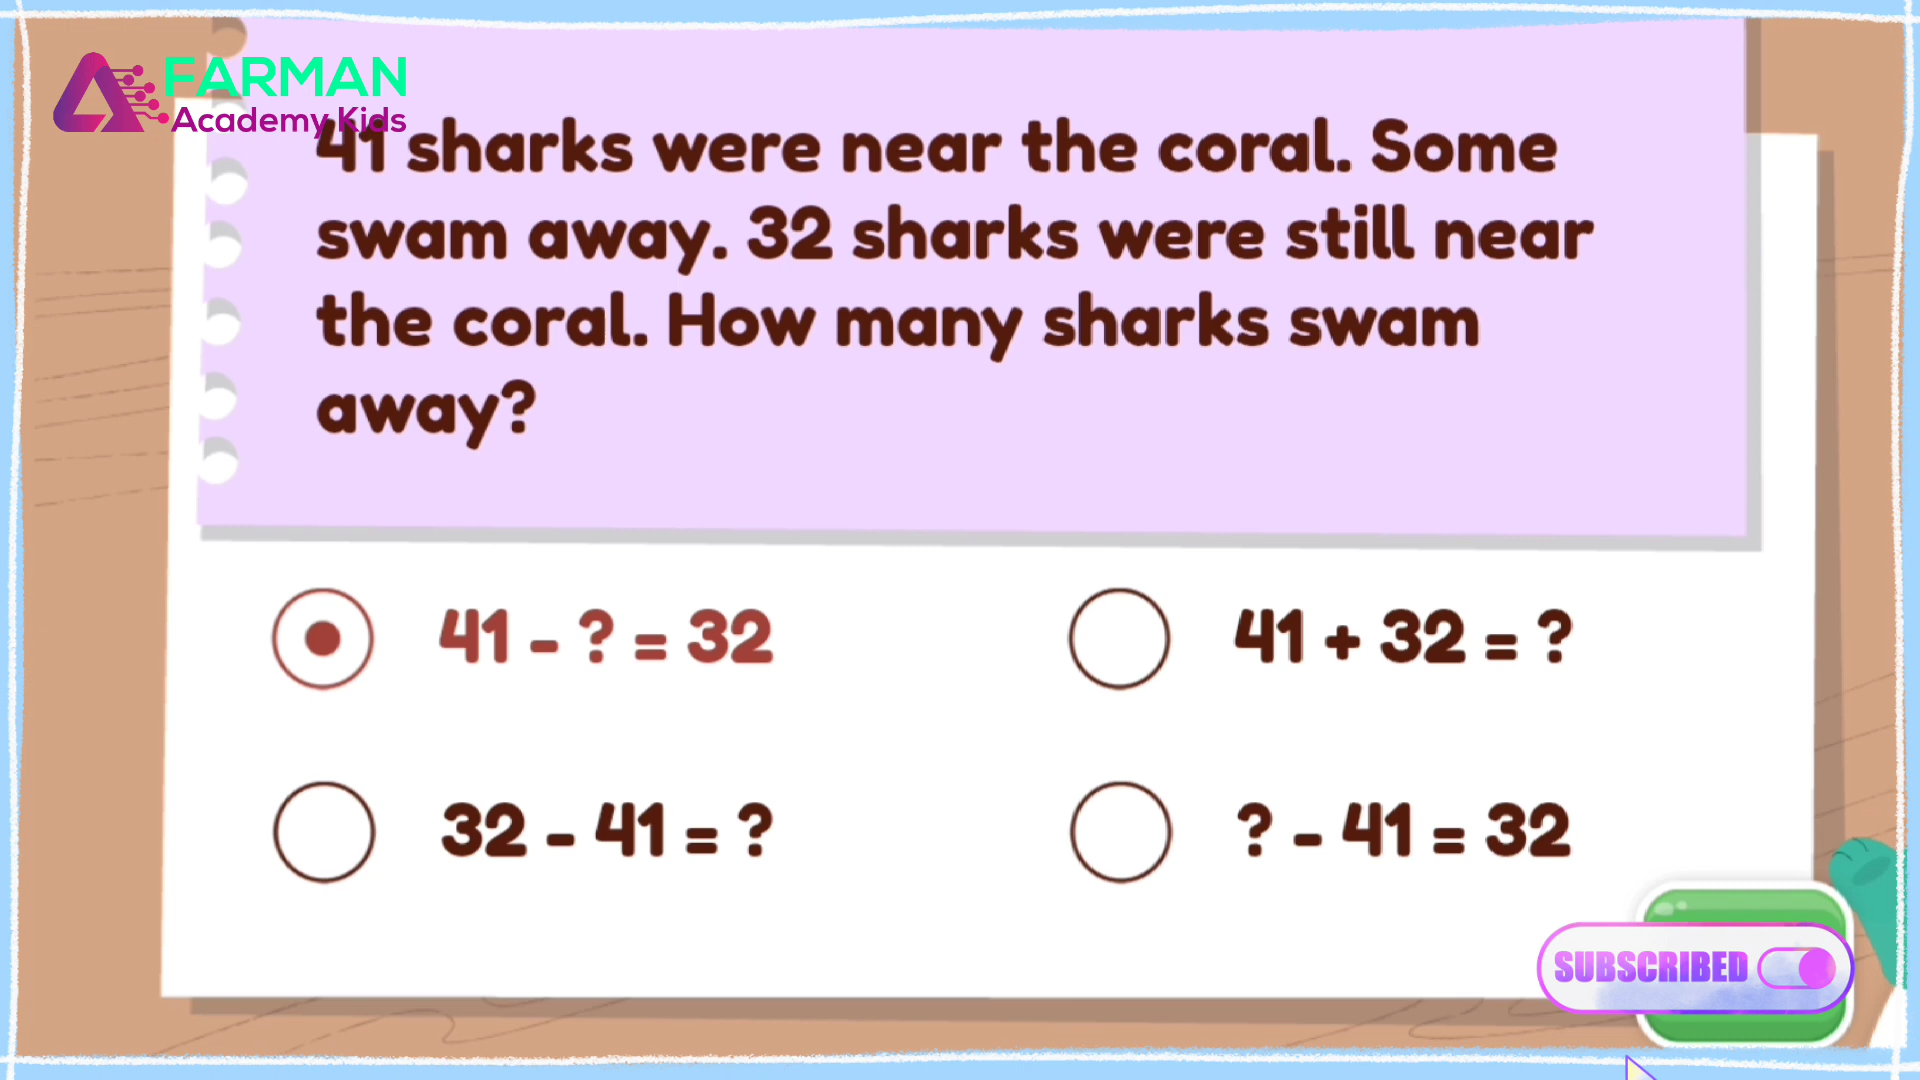 FARMAN
Academy Kids
41 sharks were near the coral. Some
swam away. 32 sharks were still near
the coral. How many sharks swam
away?
41 - ? = 32
41 + 32 = ?
32 - 41 = ?
? - 41 = 32
SUBSCRIBED